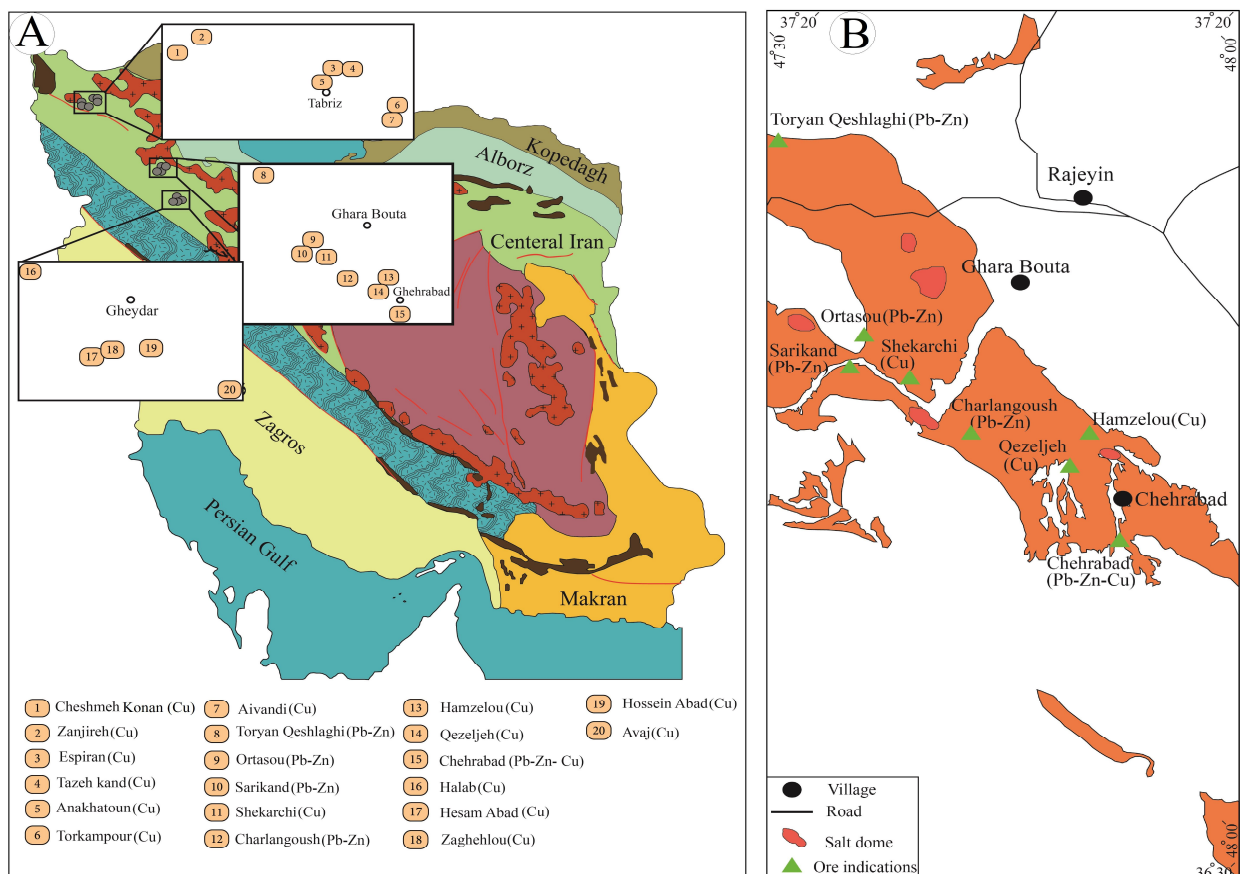 A
1
2
3
4
5
Tabriz
6
7
Kopedagh
Alborz
8
Ghara Bouta
9
10
11
12
13
14
Ghehrabad
15
Centeral Iran
16
Gheydar
17
18
19
20
Zagros
Persian Gulf
Makran
1 Cheshmeh Konan (Cu)
2 Zanjireh (Cu)
3 Espiran (Cu)
4 Tazeh kand (Cu)
5 Anakhatoun (Cu)
6 Torkampour (Cu)
7 Aivandi (Cu)
8 Toryan Qeshlaghi (Pb-Zn)
9 Ortasou (Pb-Zn)
10 Sarikand (Pb-Zn)
11 Shekarchi (Cu)
12 Charlangoush (Pb-Zn)
13 Hamzelou (Cu)
14 Qezeljeh (Cu)
15 Chehrabad (Pb-Zn- Cu)
16 Halab (Cu)
17 Hesam Abad (Cu)
18 Zaghehlou (Cu)
19 Hossein Abad (Cu)
20 Avaj (Cu)
B
37°20´
47°30´
37°20´
48°00´
Toryan Qeshlaghi (Pb-Zn)
Rajeyin
Ghara Bouta
Ortasou (Pb-Zn)
Sarikand
(Pb-Zn)
Shekarchi
(Cu)
Charlangoush
(Pb-Zn)
Hamzelou (Cu)
Qezeljeh
(Cu)
Chehrabad
Chehrabad
(Pb-Zn-Cu)
Village
Road
Salt dome
Ore indications
48°00´
36°30´